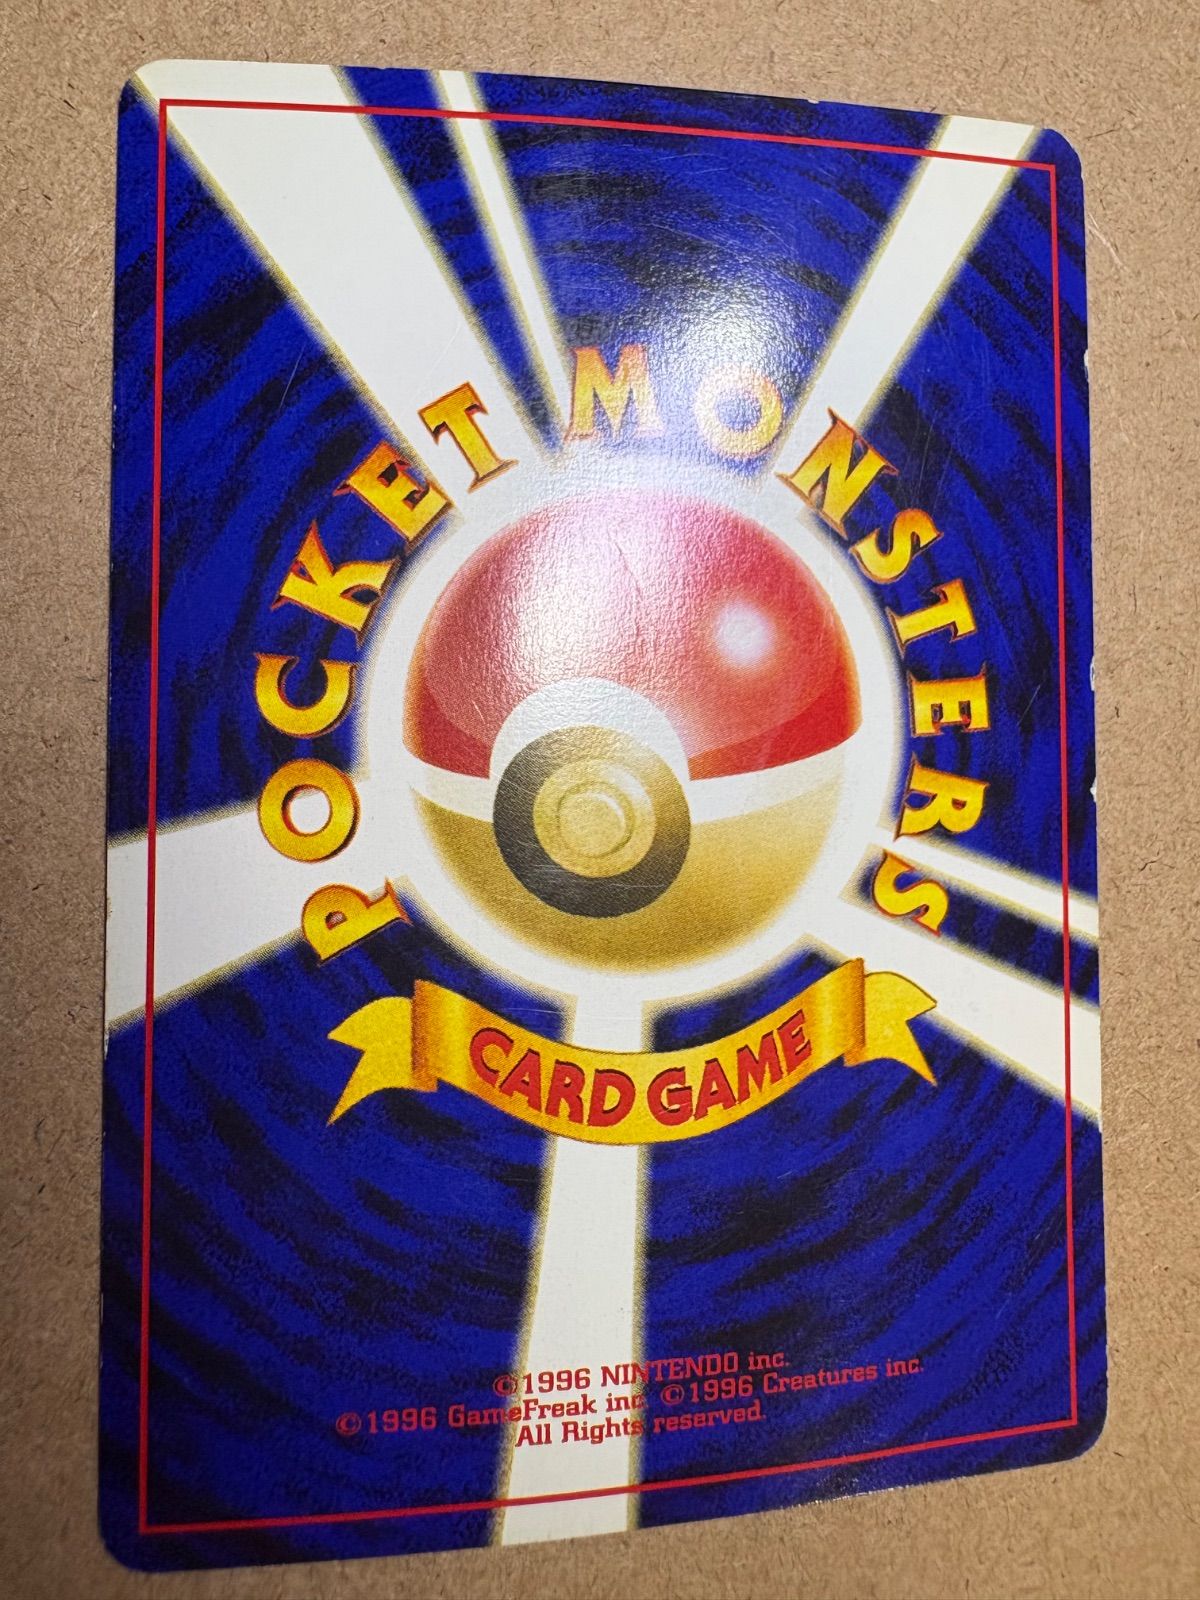 POCKET MONSTERS
CARD GAME
©1996 NINTENDO inc.
©1996 GameFreak inc. ©1996 Creatures inc.
All Rights reserved.